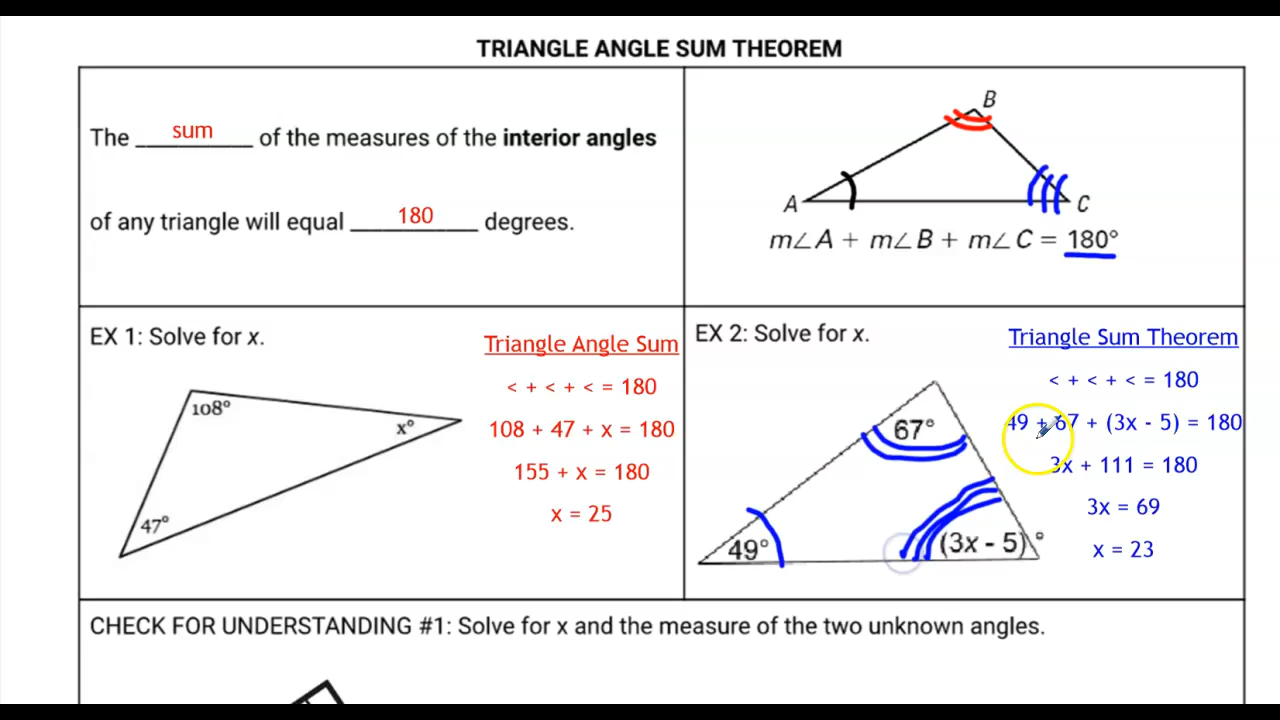 TRIANGLE ANGLE SUM THEOREM
The sum of the measures of the interior angles
of any triangle will equal 180 degrees.
B
A
C
m∠A + m∠B + m∠C = 180°
EX 1: Solve for x.
Triangle Angle Sum
< + < + < = 180
108 + 47 + x = 180
155 + x = 180
x = 25
108°
x°
47°
EX 2: Solve for x.
Triangle Sum Theorem
< + < + < = 180
49 + 67 + (3x - 5) = 180
3x + 111 = 180
3x = 69
x = 23
67°
49°
(3x - 5)°
CHECK FOR UNDERSTANDING #1: Solve for x and the measure of the two unknown angles.